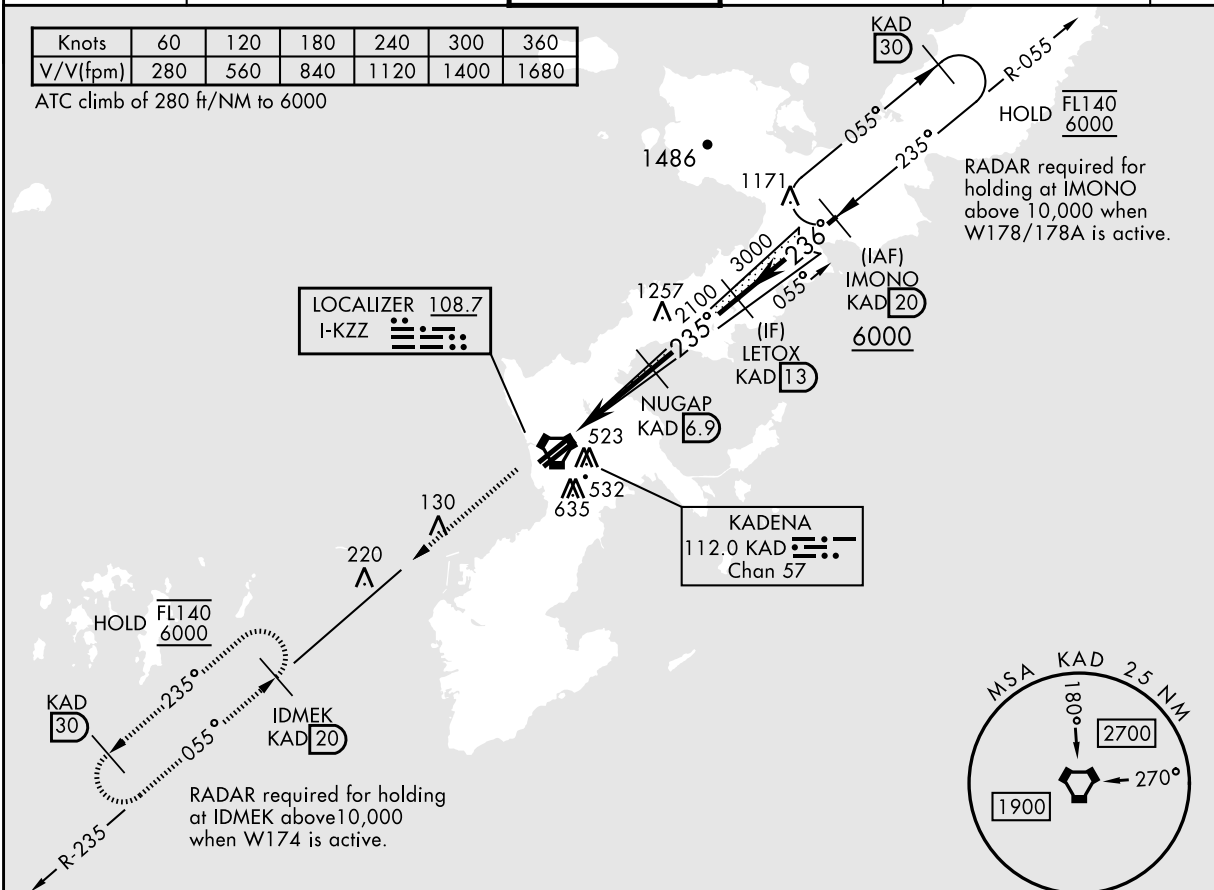 Knots 60 120 180 240 300 360
V/V(fpm) 280 560 840 1120 1400 1680
ATC climb of 280 ft/NM to 6000
KAD
30
R-055
HOLD FL140
6000
055°
235°
RADAR required for
holding at IMONO
above 10,000 when
W178/178A is active.
1486
1171
236°
3000
(IAF)
IMONO
KAD 20
6000
055°
1257
2100
235°
(IF)
LETOX
KAD 13
LOCALIZER 108.7
I-KZZ
NUGAP
KAD 6.9
523
532
635
KADENA
112.0 KAD
Chan 57
130
220
HOLD FL140
6000
235°
KAD
30
055°
IDMEK
KAD 20
R-235
RADAR required for holding
at IDMEK above10,000
when W174 is active.
MSA KAD 25 NM
180°
2700
270°
1900